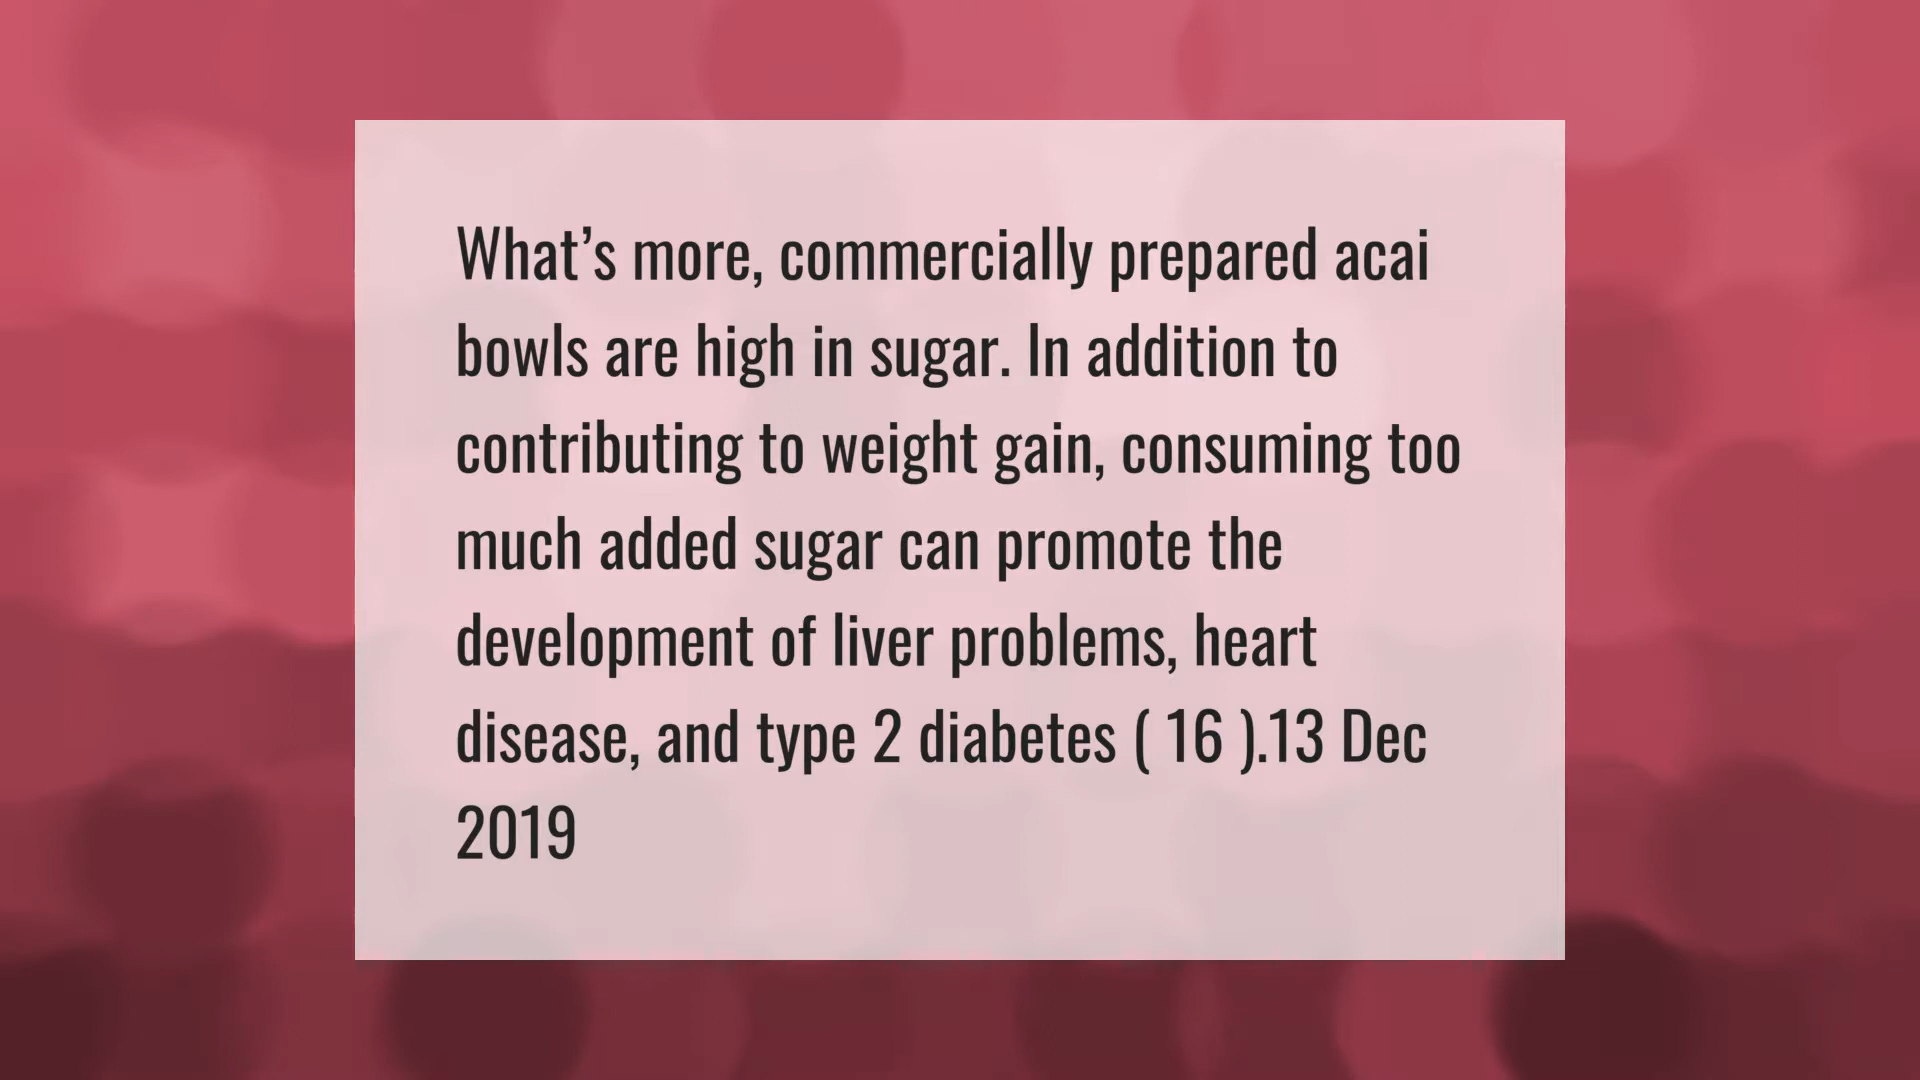 What’s more, commercially prepared acai
bowls are high in sugar. In addition to
contributing to weight gain, consuming too
much added sugar can promote the
development of liver problems, heart
disease, and type 2 diabetes ( 16 ).13 Dec
2019